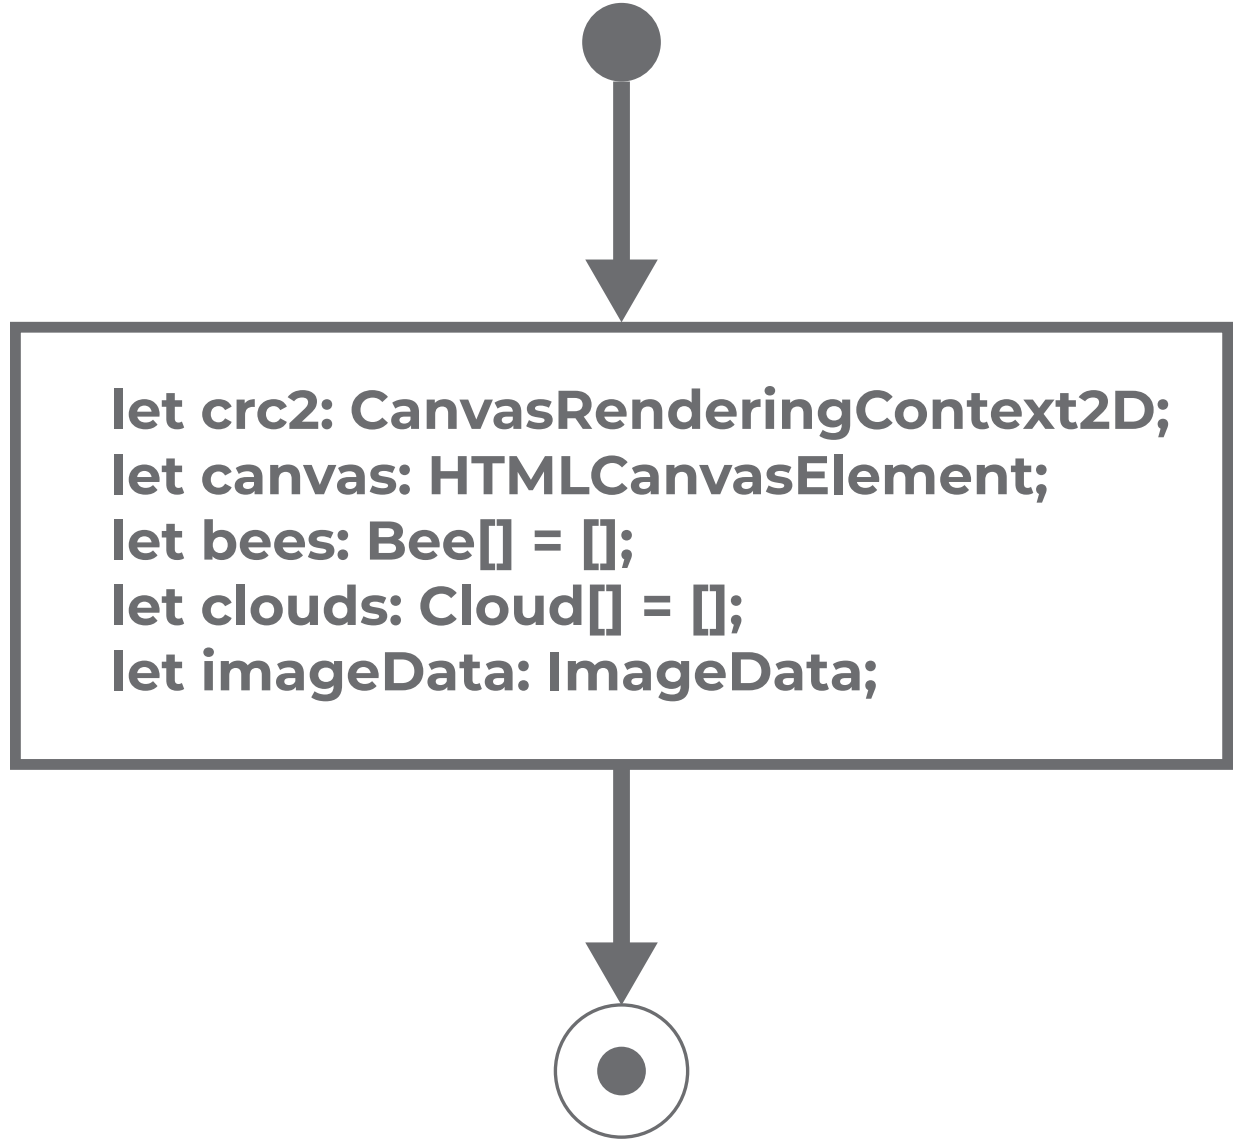 let crc2: CanvasRenderingContext2D;
let canvas: HTMLCanvasElement;
let bees: Bee[] = [];
let clouds: Cloud[] = [];
let imageData: ImageData;